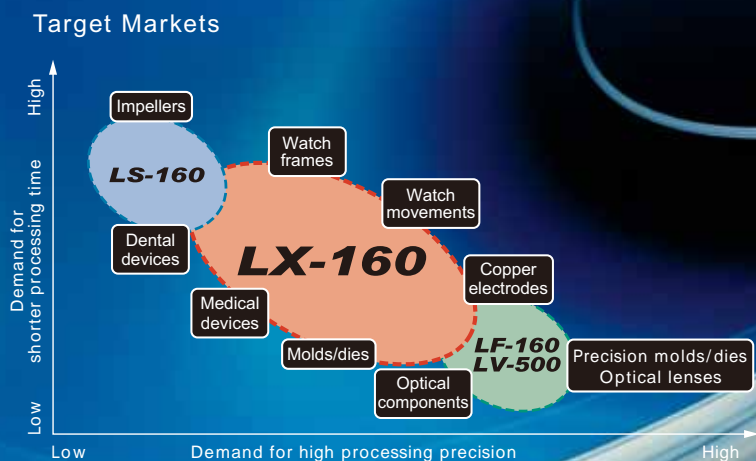 Target Markets
High
Demand for
shorter processing time
Low
Impellers
LS-160
Watch
frames
Watch
movements
Dental
devices
LX-160
Copper
electrodes
Medical
devices
Molds/dies
LF-160
LV-500
Precision molds/dies
Optical lenses
Optical
components
Low
Demand for high processing precision
High